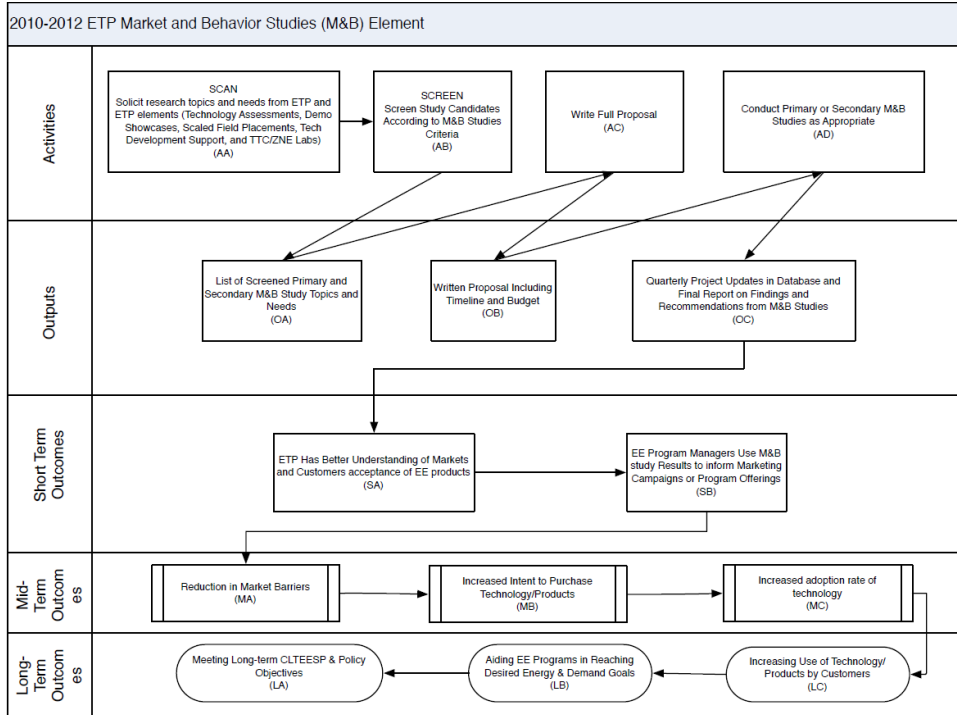 2010-2012 ETP Market and Behavior Studies (M&B) Element
Activities
SCAN
Solicit research topics and needs from ETP and
ETP elements (Technology Assessments, Demo
Showcases, Scaled Field Placements, Tech
Development Support, and TTC/ZNE Labs)
(AA)
SCREEN
Screen Study Candidates
According to M&B Studies
Criteria
(AB)
Write Full Proposal
(AC)
Conduct Primary or Secondary M&B
Studies as Appropriate
(AD)
Outputs
List of Screened Primary and
Secondary M&B Study Topics and
Needs
(OA)
Written Proposal Including
Timeline and Budget
(OB)
Quarterly Project Updates in Database and
Final Report on Findings and
Recommendations from M&B Studies
(OC)
Short Term
Outcomes
ETP Has Better Understanding of Markets
and Customers acceptance of EE products
(SA)
EE Program Managers Use M&B
study Results to inform Marketing
Campaigns or Program Offerings
(SB)
Mid-
Term
Outcom
es
Reduction in Market Barriers
(MA)
Increased Intent to Purchase
Technology/Products
(MB)
Increased adoption rate of
technology
(MC)
Long-
Term
Outcom
es
Meeting Long-term CLTEESP & Policy
Objectives
(LA)
Aiding EE Programs in Reaching
Desired Energy & Demand Goals
(LB)
Increasing Use of Technology/
Products by Customers
(LC)